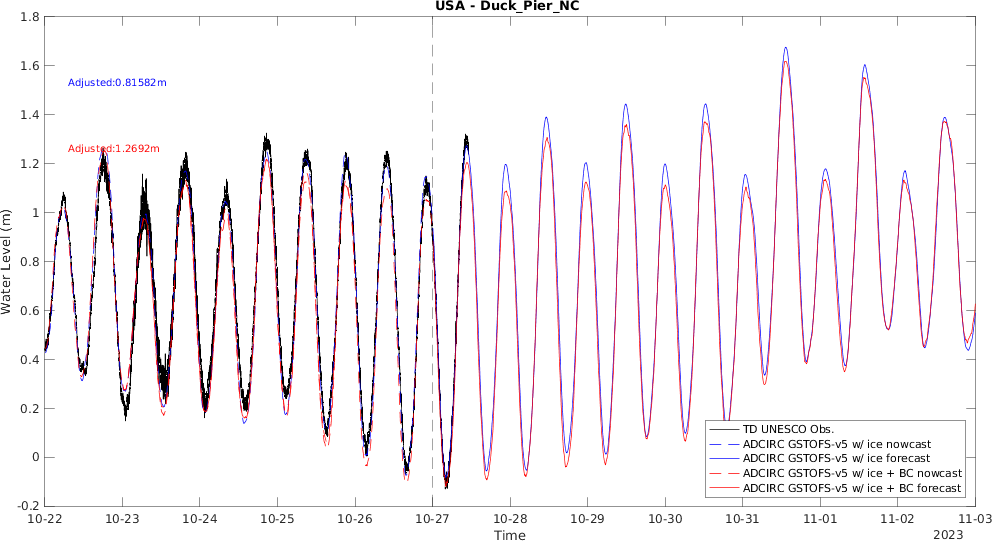 USA - Duck_Pier_NC
1.8
1.6
1.4
1.2
1
0.8
0.6
0.4
0.2
0
-0.2
Water Level (m)
Adjusted:0.81582m
Adjusted:1.2692m
TD UNESCO Obs.
ADCIRC GSTOFS-v5 w/ ice nowcast
ADCIRC GSTOFS-v5 w/ ice forecast
ADCIRC GSTOFS-v5 w/ ice + BC nowcast
ADCIRC GSTOFS-v5 w/ ice + BC forecast
10-22 10-23 10-24 10-25 10-26 10-27 10-28 10-29 10-30 10-31 11-01 11-02 11-03
Time
2023